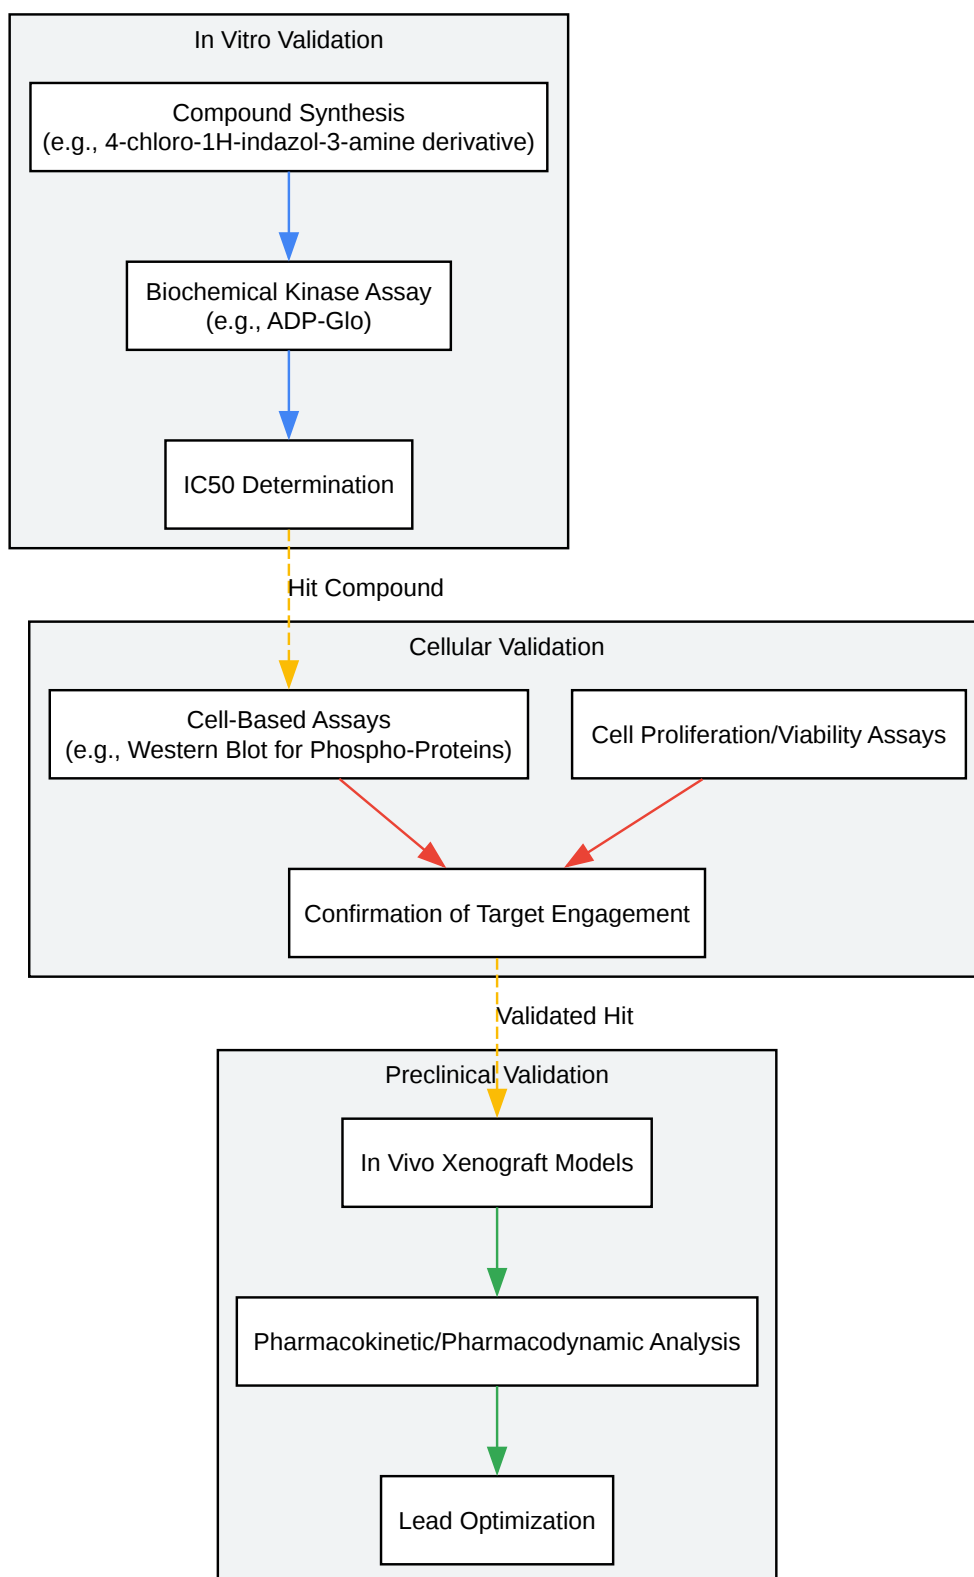 In Vitro Validation
Compound Synthesis
(e.g., 4-chloro-1H-indazol-3-amine derivative)
Biochemical Kinase Assay
(e.g., ADP-Glo)
IC50 Determination
Hit Compound
Cellular Validation
Cell-Based Assays
(e.g., Western Blot for Phospho-Proteins)
Cell Proliferation/Viability Assays
Confirmation of Target Engagement
Validated Hit
Preclinical Validation
In Vivo Xenograft Models
Pharmacokinetic/Pharmacodynamic Analysis
Lead Optimization